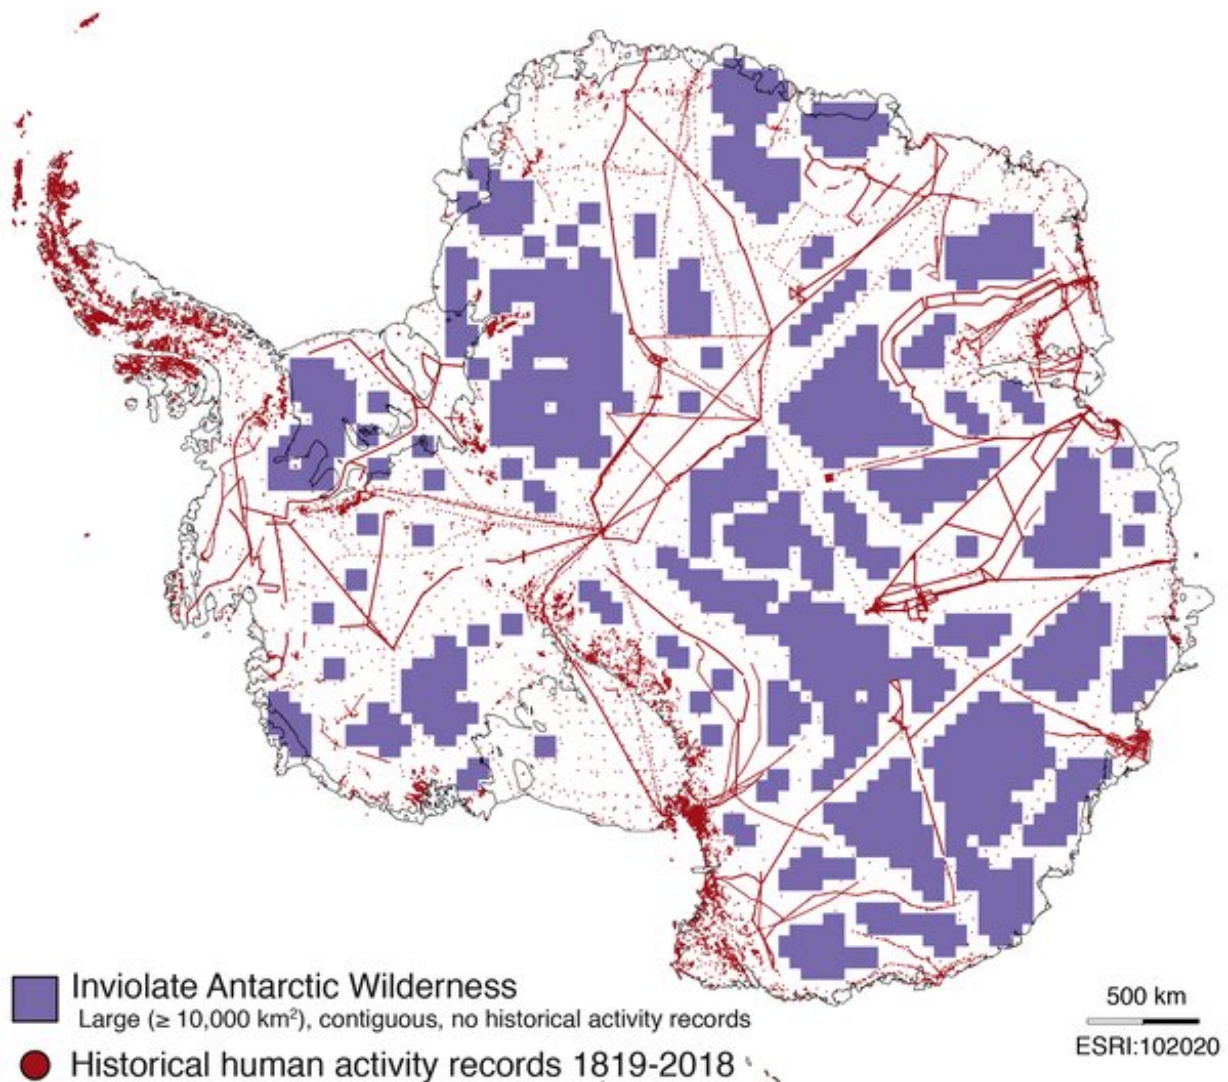 Inviolate Antarctic Wilderness
Large (≥ 10,000 km²), contiguous, no historical activity records
Historical human activity records 1819-2018
500 km
ESRI:102020